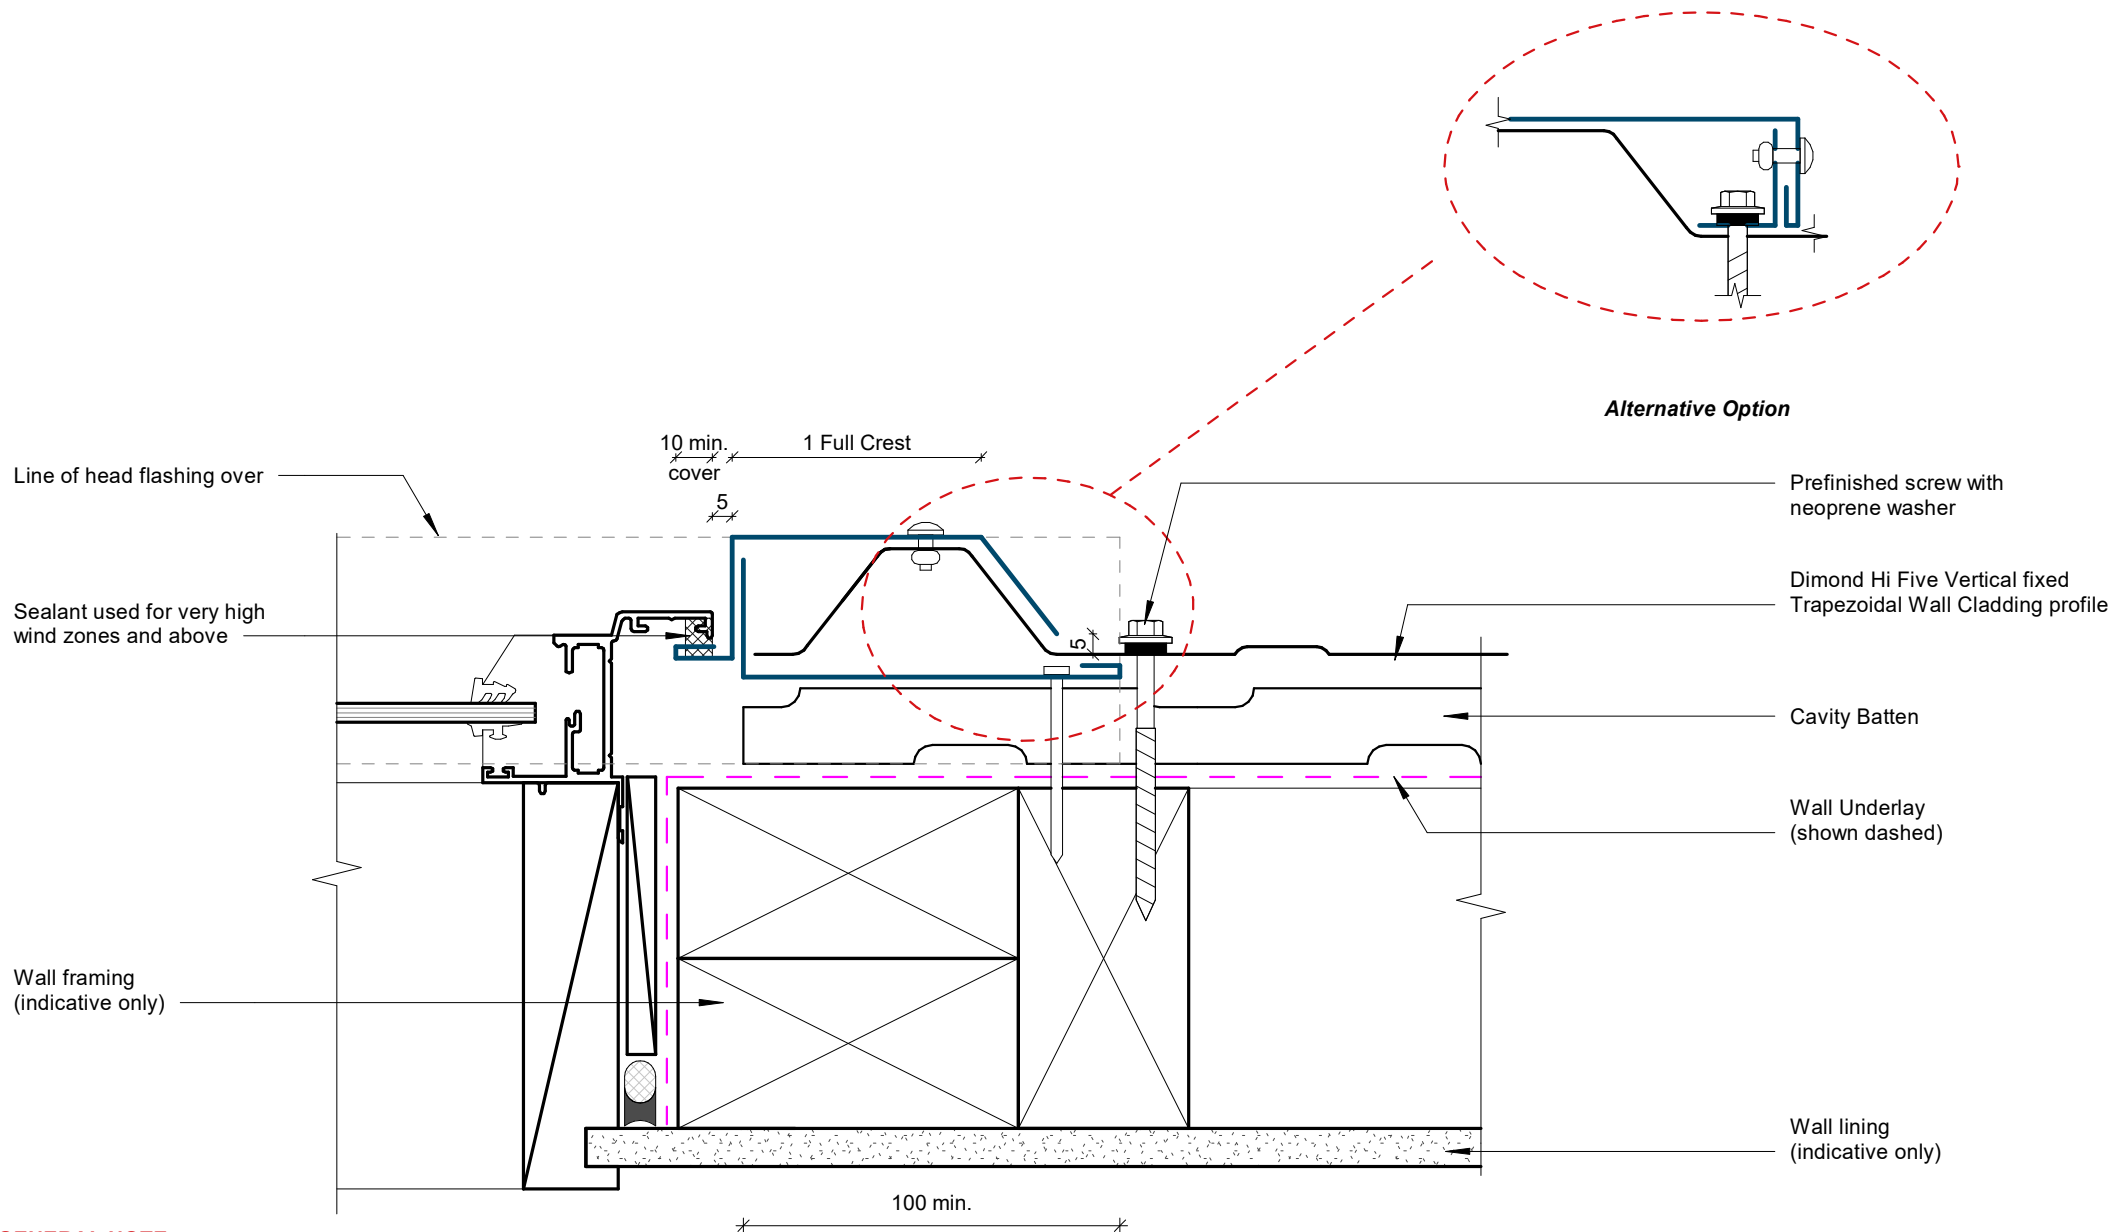 Alternative Option
10 min.
cover
1 Full Crest
5
5
Line of head flashing over
Sealant used for very high
wind zones and above
Wall framing
(indicative only)
Prefinished screw with
neoprene washer
Dimond Hi Five Vertical fixed
Trapezoidal Wall Cladding profile
Cavity Batten
Wall Underlay
(shown dashed)
Wall lining
(indicative only)
100 min.